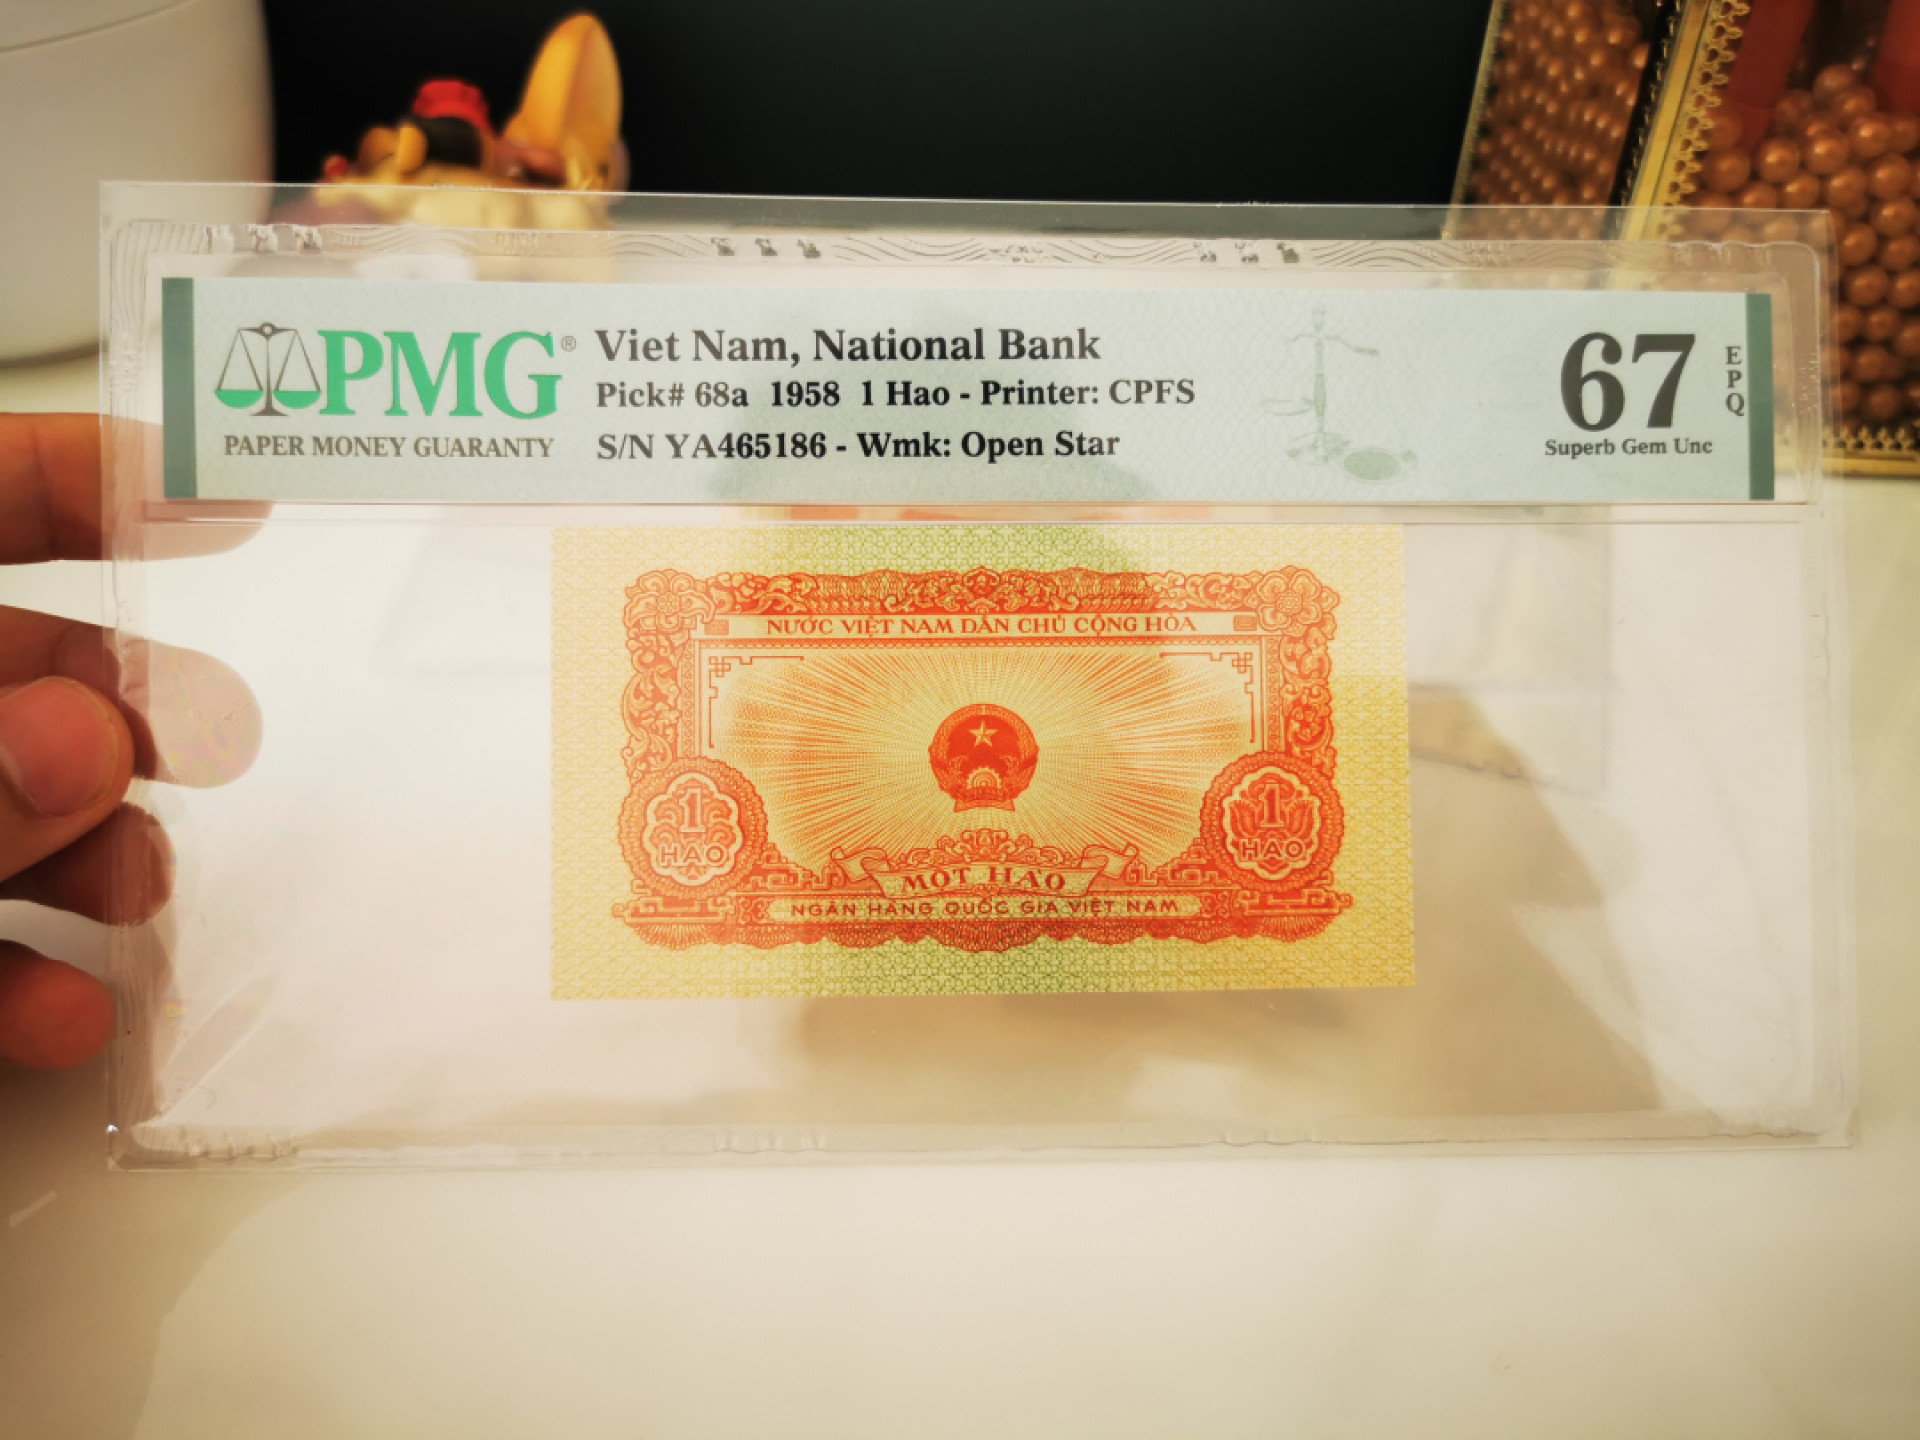 PMG®
PAPER MONEY GUARANTY
Viet Nam, National Bank
Pick# 68a 1958 1 Hao - Printer: CPFS
S/N YA465186 - Wmk: Open Star
67
EPQ
Superb Gem Unc
NƯỚC VIỆT NAM DÂN CHỦ CỘNG HÒA
1
HAO
1
HAO
MỘT HÀO
NGÂN HÀNG QUỐC GIA VIỆT NAM